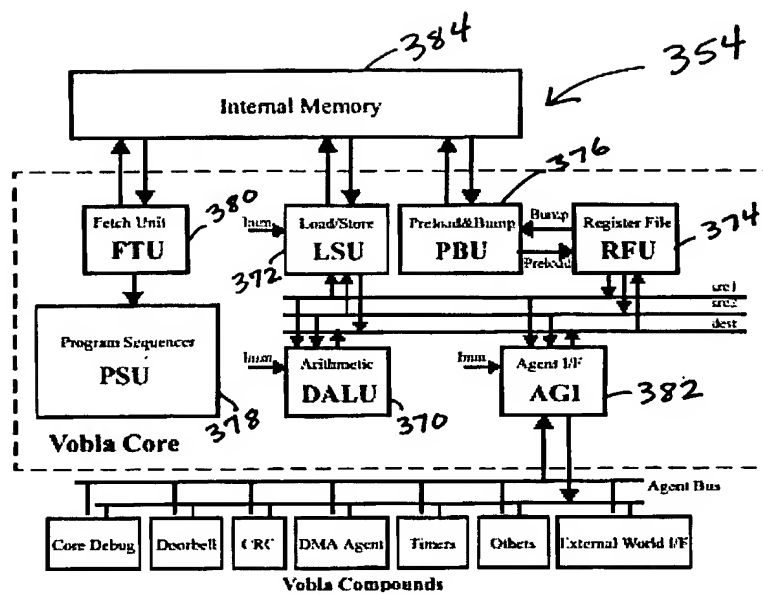 384
354
Internal Memory
376
Fetch Unit
FTU
380
Imm
Load/Store
LSU
372
Preload&Bump
PBU
Bump
Preload
Register File
RFU
374
src1
src2
dest
Program Sequencer
PSU
378
Imm
Arithmetic
DALU
370
Imm
Agent I/F
AGI
382
Vobla Core
Agent Bus
Core Debug
Doorbell
CRC
DMA Agent
Timers
Others
External World I/F
Vobla Compounds